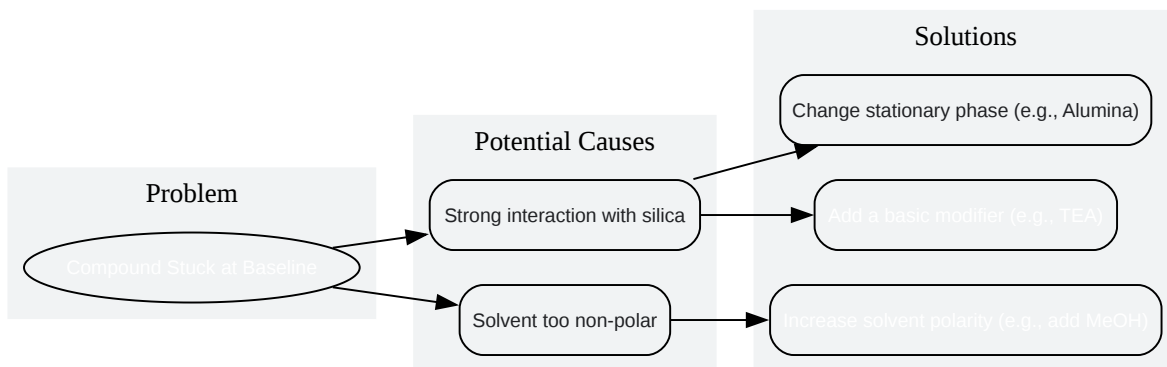 Problem
Compound Stuck at Baseline
Potential Causes
Strong interaction with silica
Solvent too non-polar
Solutions
Change stationary phase (e.g., Alumina)
Add a basic modifier (e.g., TEA)
Increase solvent polarity (e.g., add MeOH)